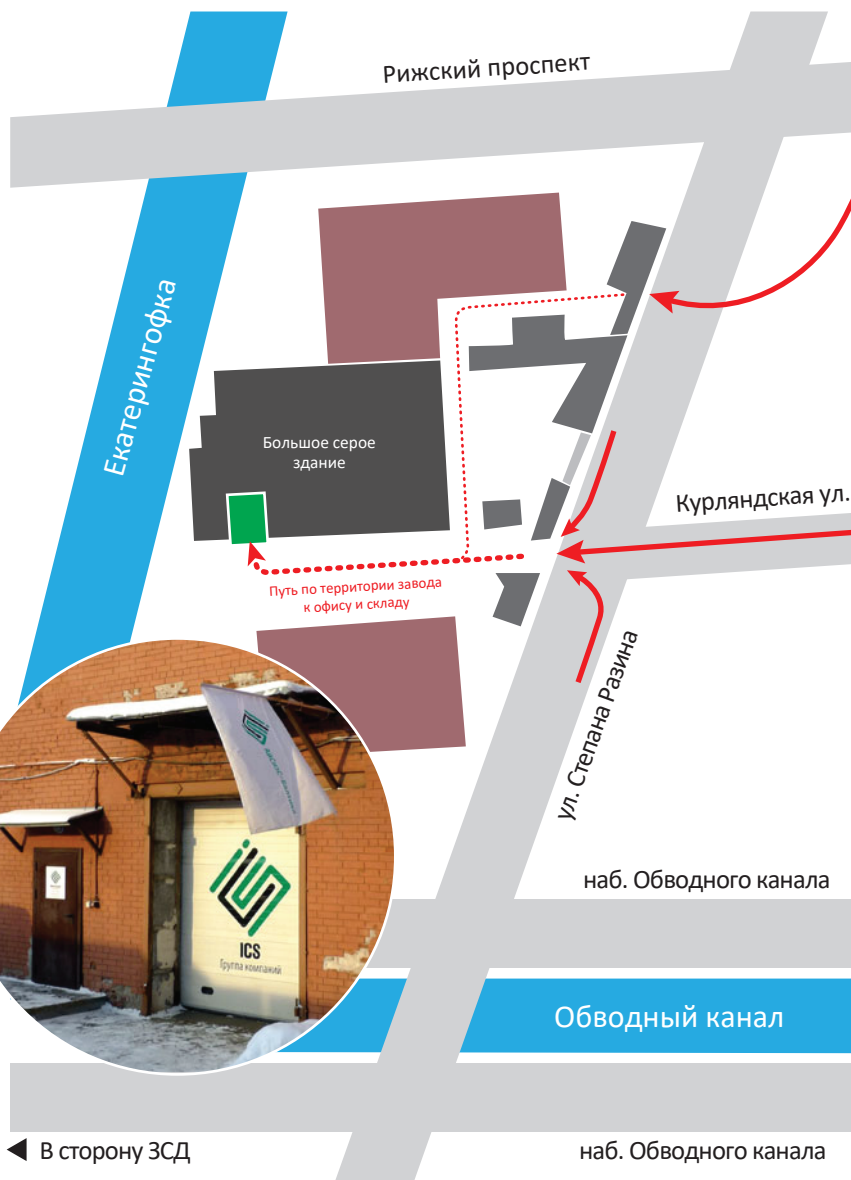 Рижский проспект
Екатерингофка
Большое серое
здание
Курляндская ул.
Путь по территории завода
к офису и складу
ул. Степана Разина
ICS
Группа компаний
наб. Обводного канала
Обводный канал
В сторону ЗСД
наб. Обводного канала